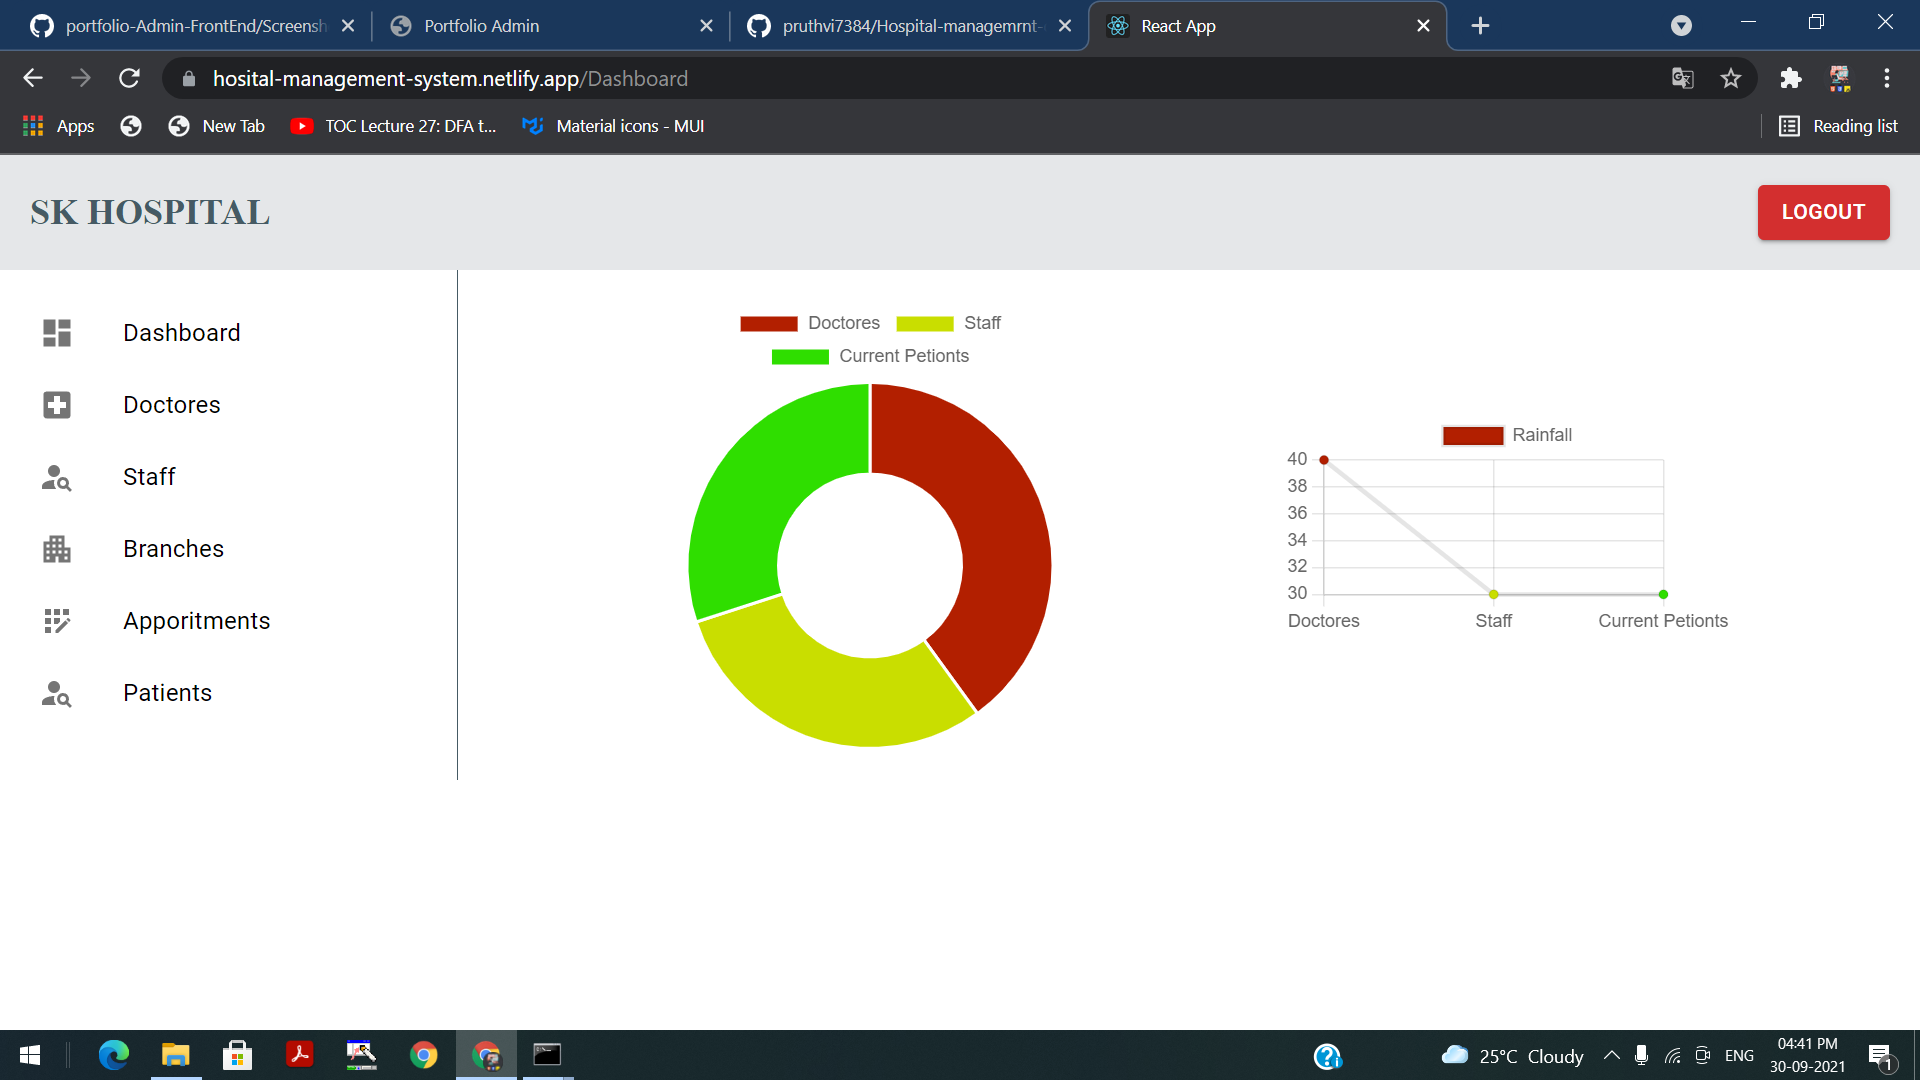 portfolio-Admin-FrontEnd/Screensh
Portfolio Admin
pruthvi7384/Hospital-managemrnt-
React App
hosital-management-system.netlify.app/Dashboard
Apps
New Tab
TOC Lecture 27: DFA t...
Material icons - MUI
Reading list
SK HOSPITAL
LOGOUT
Dashboard
Doctores
Staff
Branches
Apporitments
Patients
Doctores
Staff
Current Petionts
Rainfall
40
38
36
34
32
30
Doctores
Staff
Current Petionts
25°C Cloudy
ENG
04:41 PM
30-09-2021
1